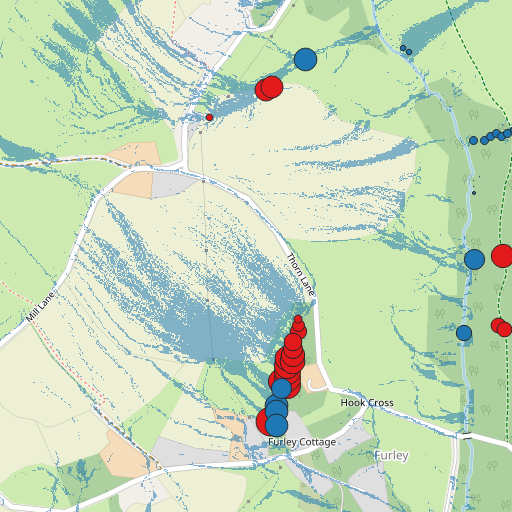 Thorn Lane
Mill Lane
Hook Cross
Furley Cottage
Furley